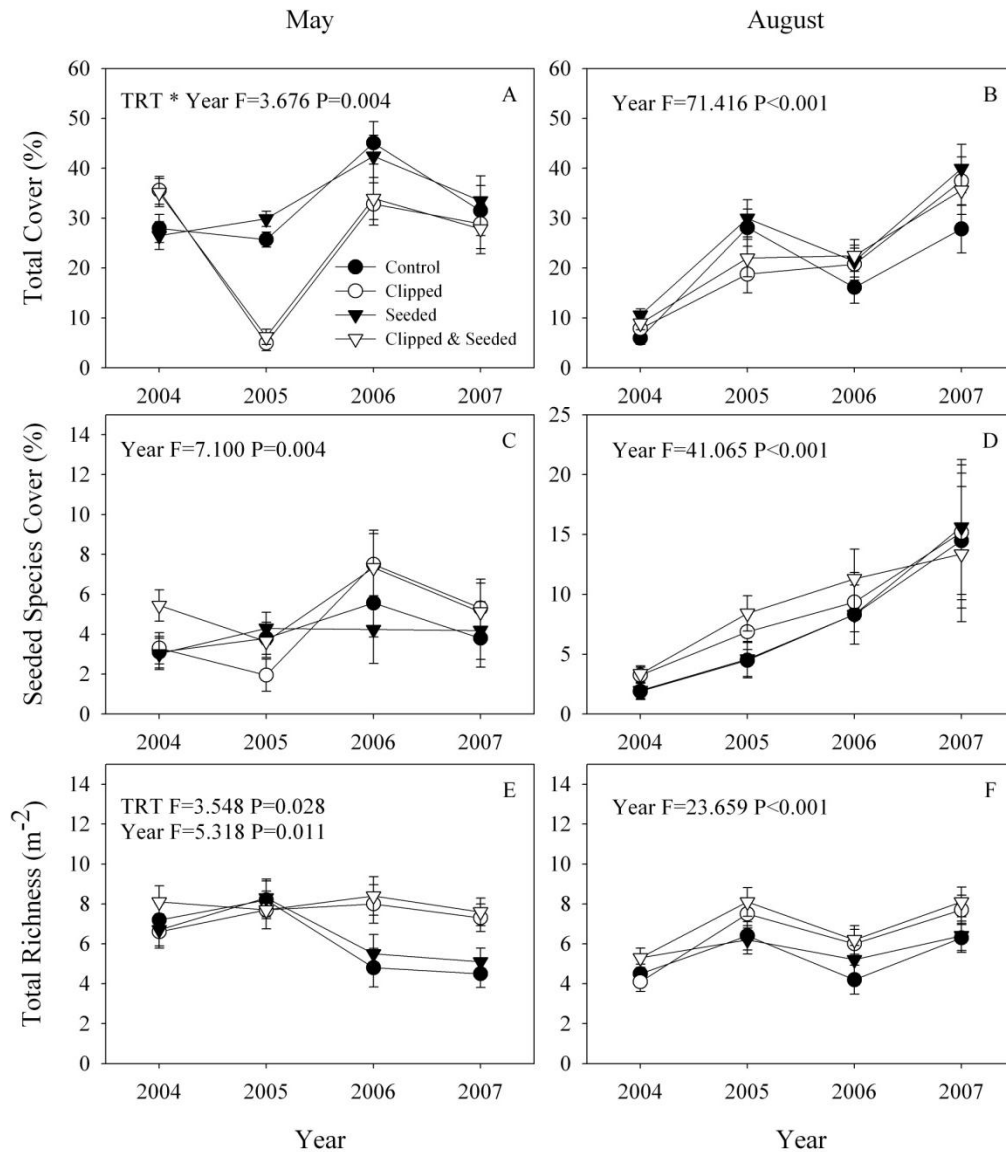 May
August
Total Cover (%)
60
50
40
30
20
10
0
TRT * Year F=3.676 P=0.004
A
Control
Clipped
Seeded
Clipped & Seeded
2004 2005 2006 2007
60
50
40
30
20
10
0
Year F=71.416 P<0.001
B
2004 2005 2006 2007
Seeded Species Cover (%)
14
12
10
8
6
4
2
0
Year F=7.100 P=0.004
C
2004 2005 2006 2007
25
20
15
10
5
0
Year F=41.065 P<0.001
D
2004 2005 2006 2007
Total Richness (m-2)
14
12
10
8
6
4
2
0
TRT F=3.548 P=0.028
Year F=5.318 P=0.011
E
2004 2005 2006 2007
Year
14
12
10
8
6
4
2
0
Year F=23.659 P<0.001
F
2004 2005 2006 2007
Year